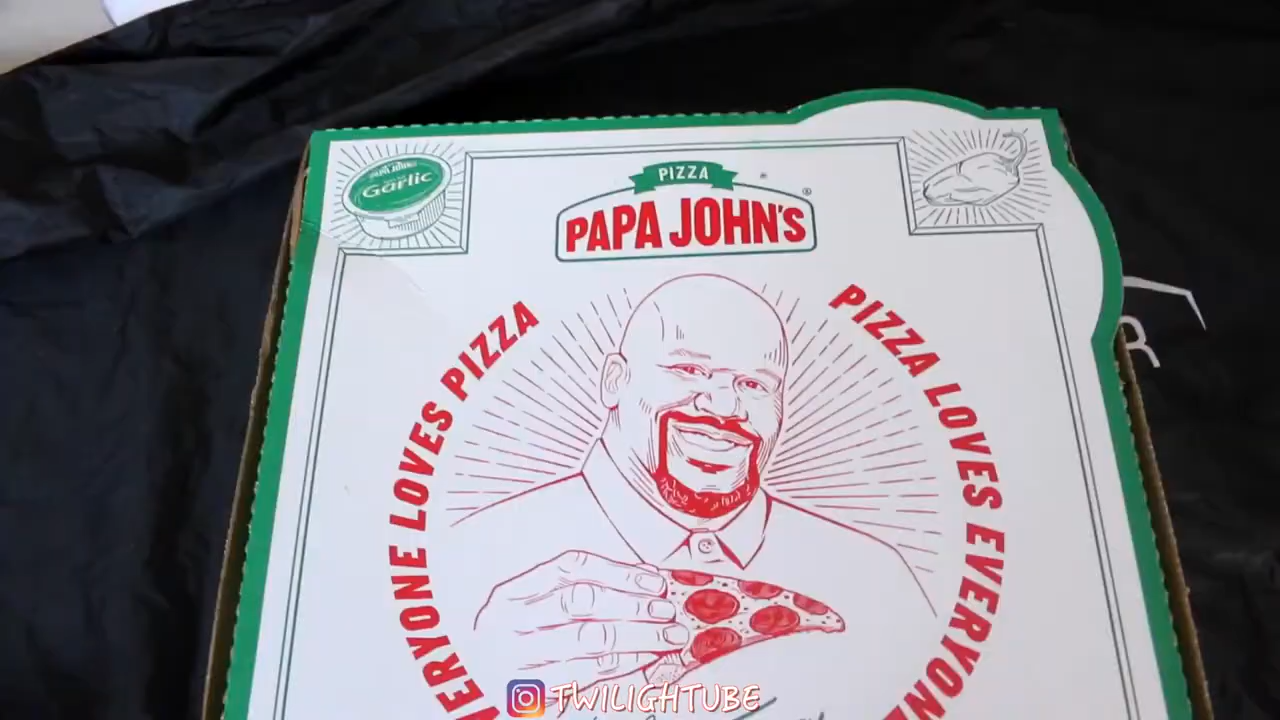 PIZZA
PAPA JOHN'S
PAPA JOHN'S
Garlic
EVERYONE LOVES PIZZA
PIZZA LOVES EVERYONE
R
TWILIGHTUBE